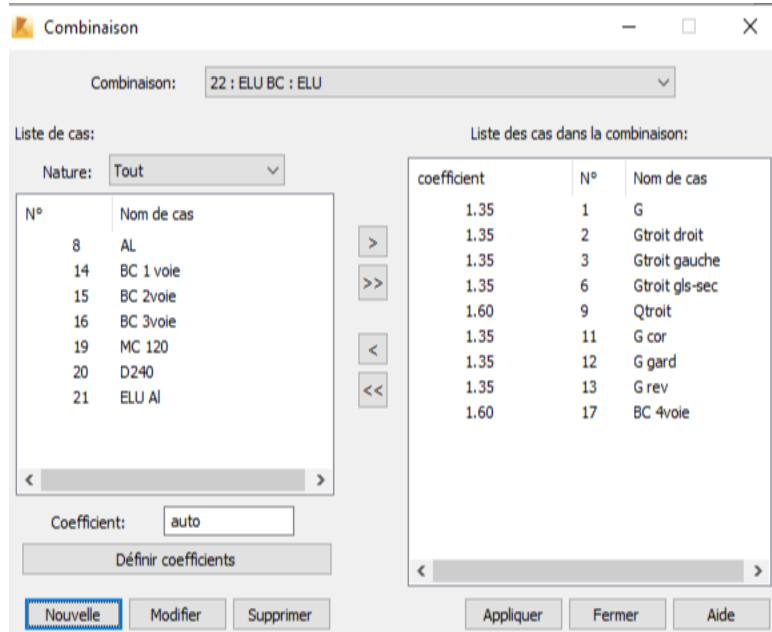 Combinaison
Combinaison: 22 : ELU BC : ELU
Liste de cas:
Nature: Tout
N° Nom de cas
8 AL
14 BC 1 voie
15 BC 2voie
16 BC 3voie
19 MC 120
20 D240
21 ELU Al
Coefficient: auto
Définir coefficients
Nouvelle Modifier Supprimer
> 
>>
<
<<
Liste des cas dans la combinaison:
coefficient N° Nom de cas
1.35 1 G
1.35 2 Gtroit droit
1.35 3 Gtroit gauche
1.35 6 Gtroit gls-sec
1.60 9 Qtroit
1.35 11 G cor
1.35 12 G gard
1.35 13 G rev
1.60 17 BC 4voie
Appliquer Fermer Aide